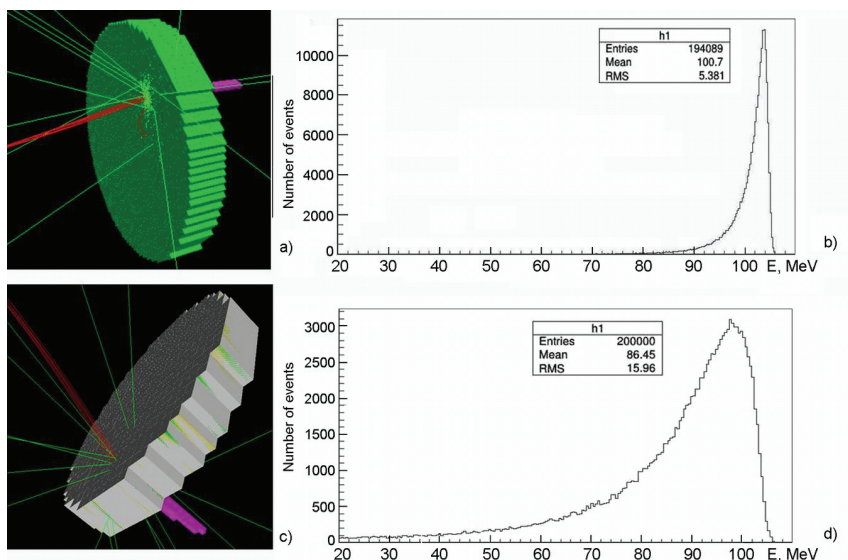 a)
Number of events
10000
8000
6000
4000
2000
0
h1
Entries 194089
Mean 100.7
RMS 5.381
20 30 40 50 60 70 80 90 100 E, MeV
b)
c)
Number of events
3000
2500
2000
1500
1000
500
0
h1
Entries 200000
Mean 86.45
RMS 15.96
20 30 40 50 60 70 80 90 100 E, MeV
d)